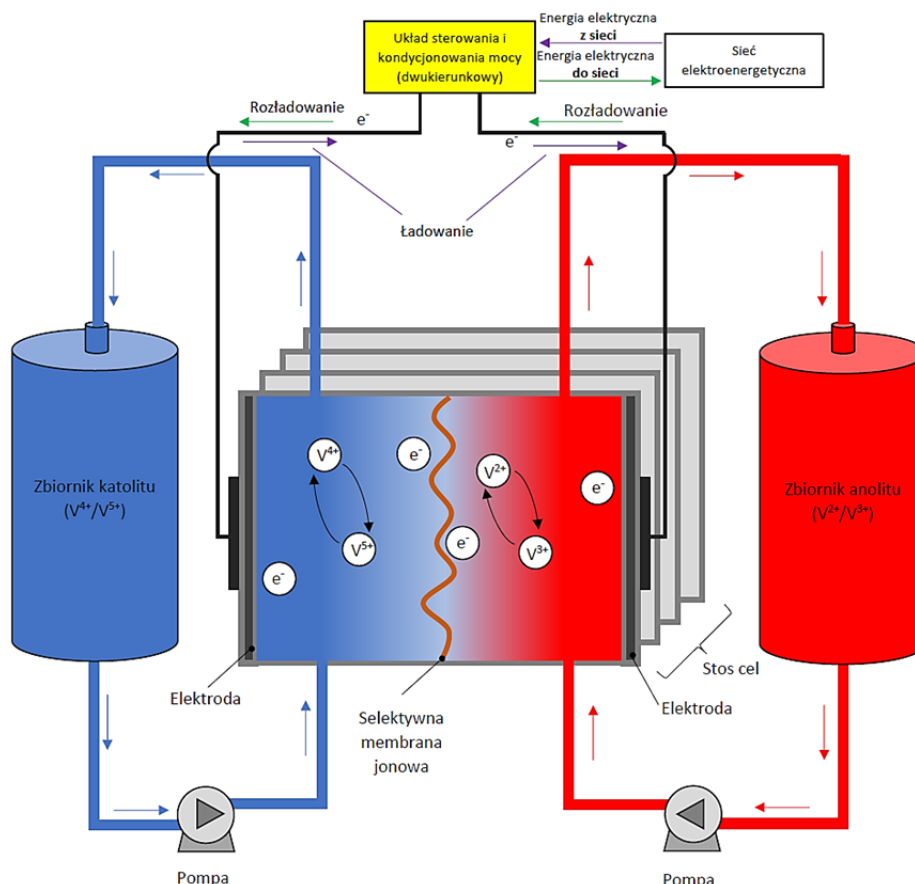 Energia elektryczna
z sieci
Układ sterowania i
kondycjonowania mocy
(dwukierunkowy)
Energia elektryczna
do sieci
Sieć
elektroenergetyczna
Rozładowanie
e-
Rozładowanie
e-
Ładowanie
Zbiornik katolitu
(V4+/V5+)
V4+
e-
V2+
e-
V5+
e-
V3+
e-
Zbiornik anolitu
(V2+/V3+)
Stos cel
Elektroda
Selektywna
membrana
jonowa
Elektroda
Pompa
Pompa